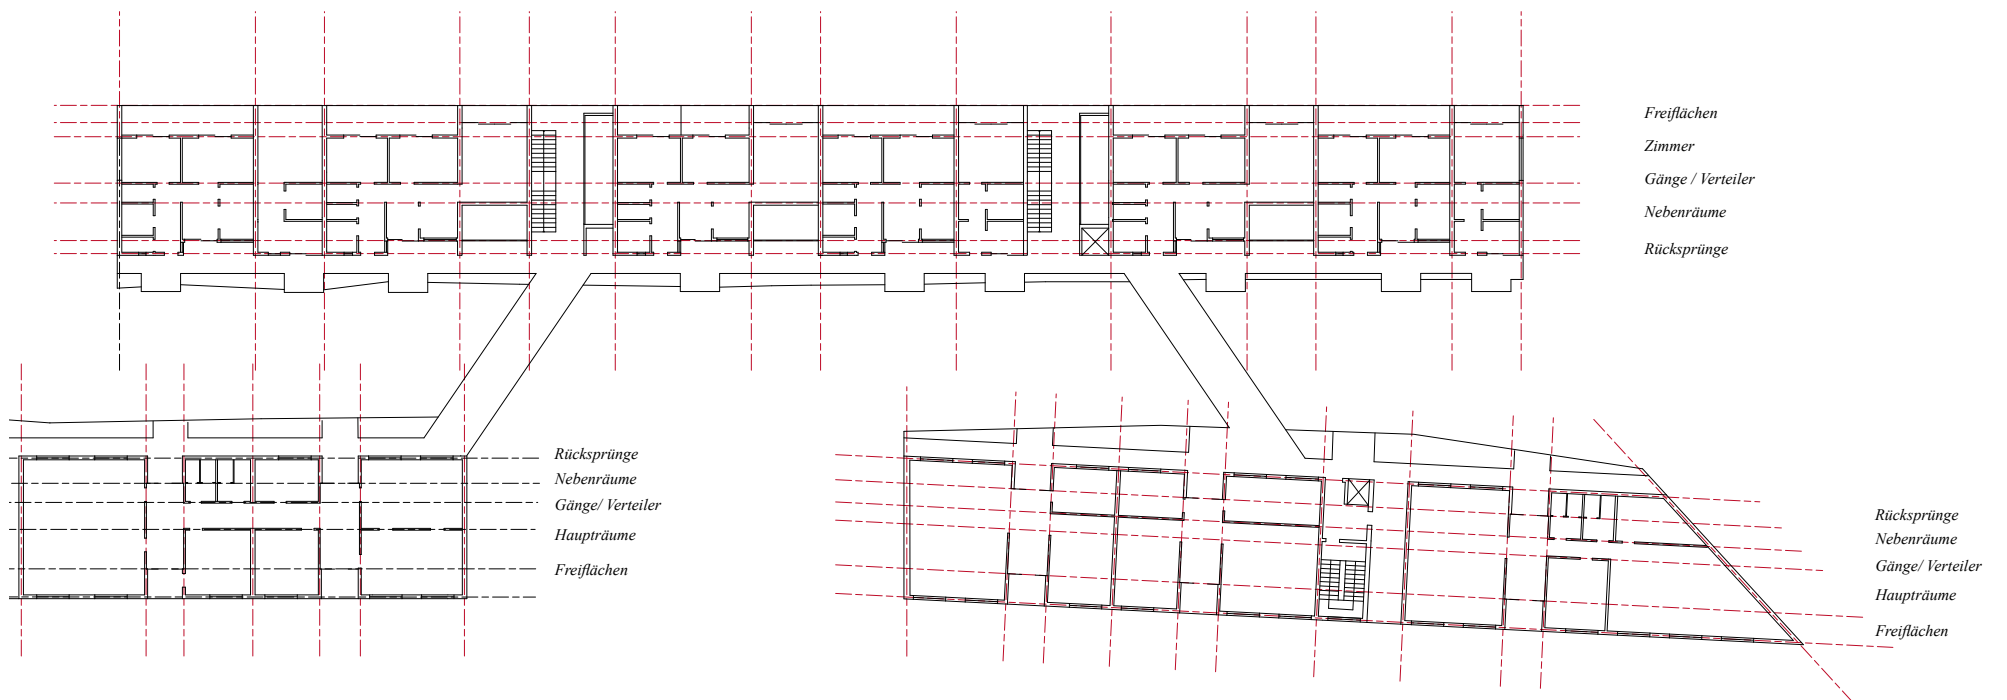 Freiflächen
Zimmer
Gänge / Verteiler
Nebenräume
Rücksprünge
Rücksprünge
Nebenräume
Gänge/ Verteiler
Haupträume
Freiflächen
Rücksprünge
Nebenräume
Gänge/ Verteiler
Haupträume
Freiflächen